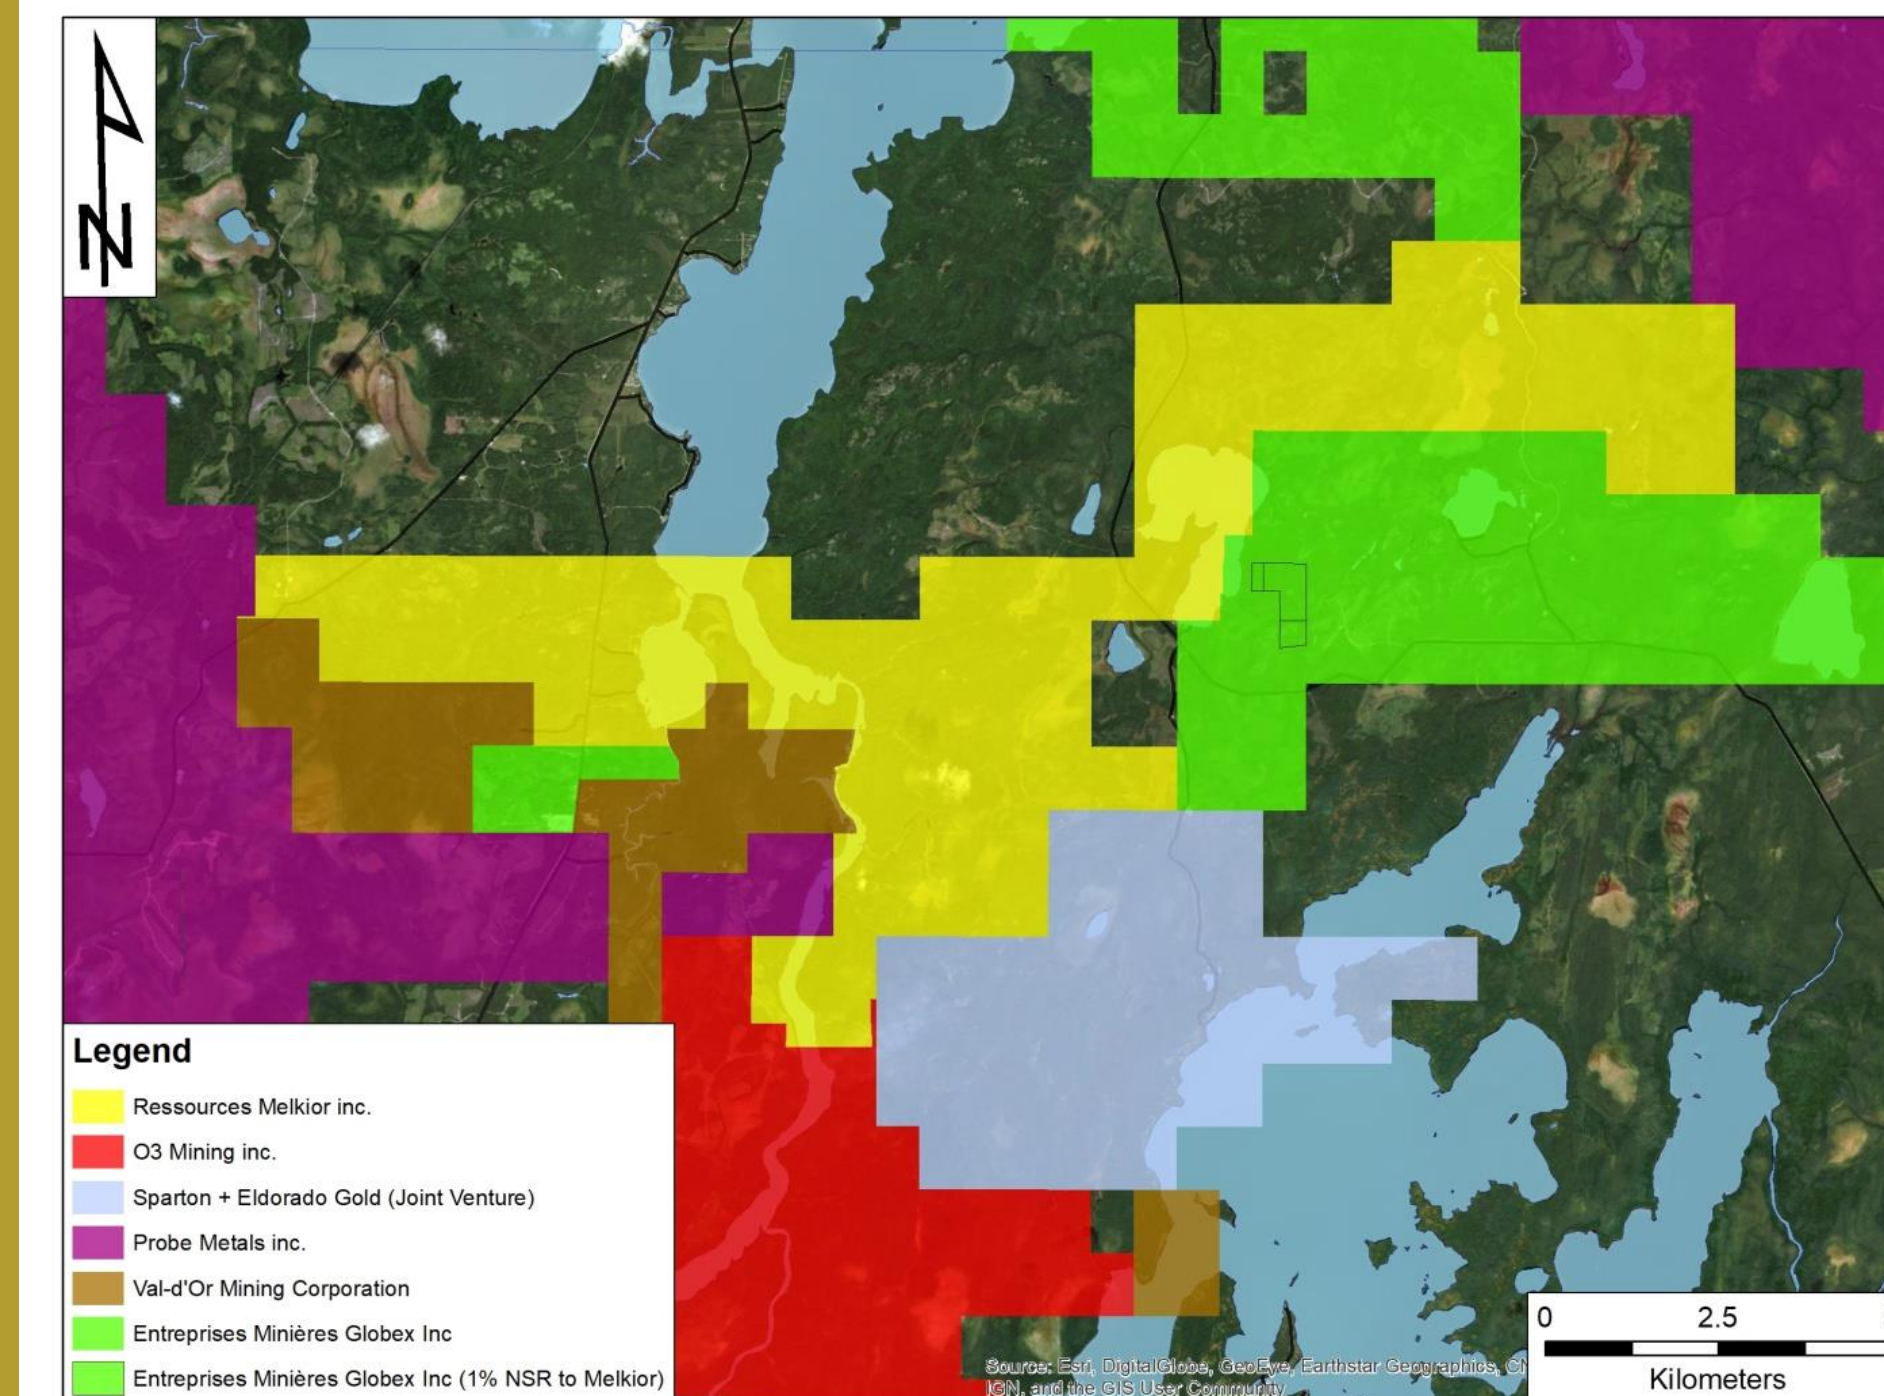 N
Legend
Ressources Melkior inc.
O3 Mining inc.
Sparton + Eldorado Gold (Joint Venture)
Probe Metals inc.
Val-d'Or Mining Corporation
Entreprises Minières Globex Inc
Entreprises Minières Globex Inc (1% NSR to Melkior)
0 2.5
Kilometers
Source: Esri, DigitalGlobe, GeoEye, Earthstar Geographics,
IGN, and the GIS User Community